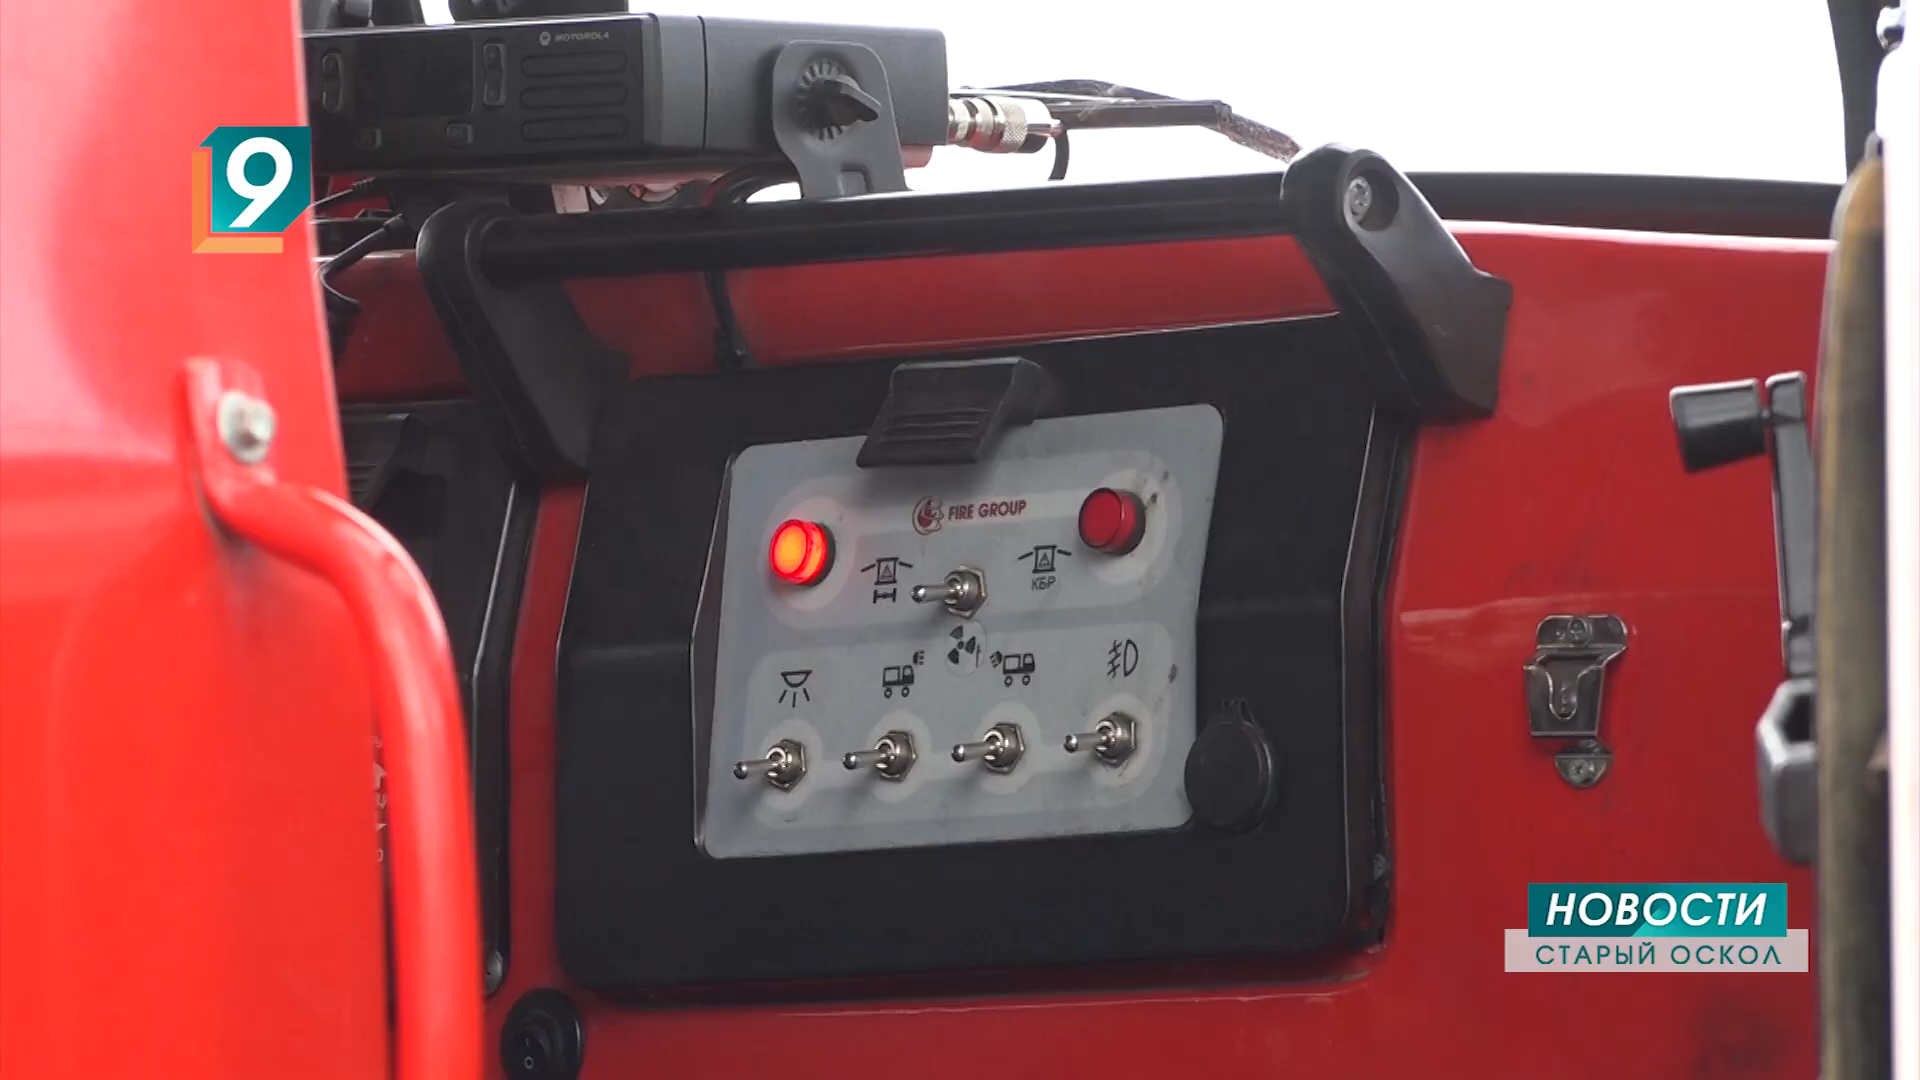 MOTOROLA
9
FIRE GROUP
КБР
НОВОСТИ
СТАРЫЙ ОСКОЛ